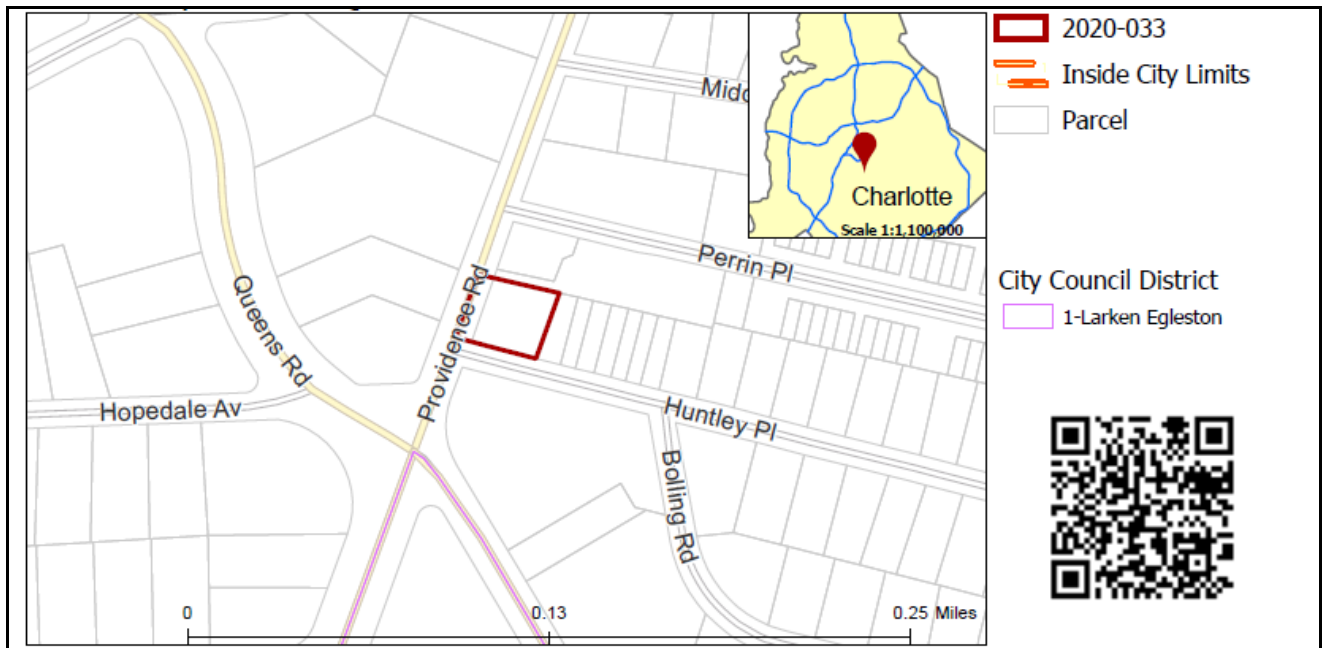 2020-033
Inside City Limits
Parcel
Charlotte
Scale 1:1,100,000
Perrin Pl
Providence Rd
Queens Rd
Hopedale Av
Huntley Pl
Bolling Rd
City Council District
1-Larken Egleston
0
0.13
0.25 Miles